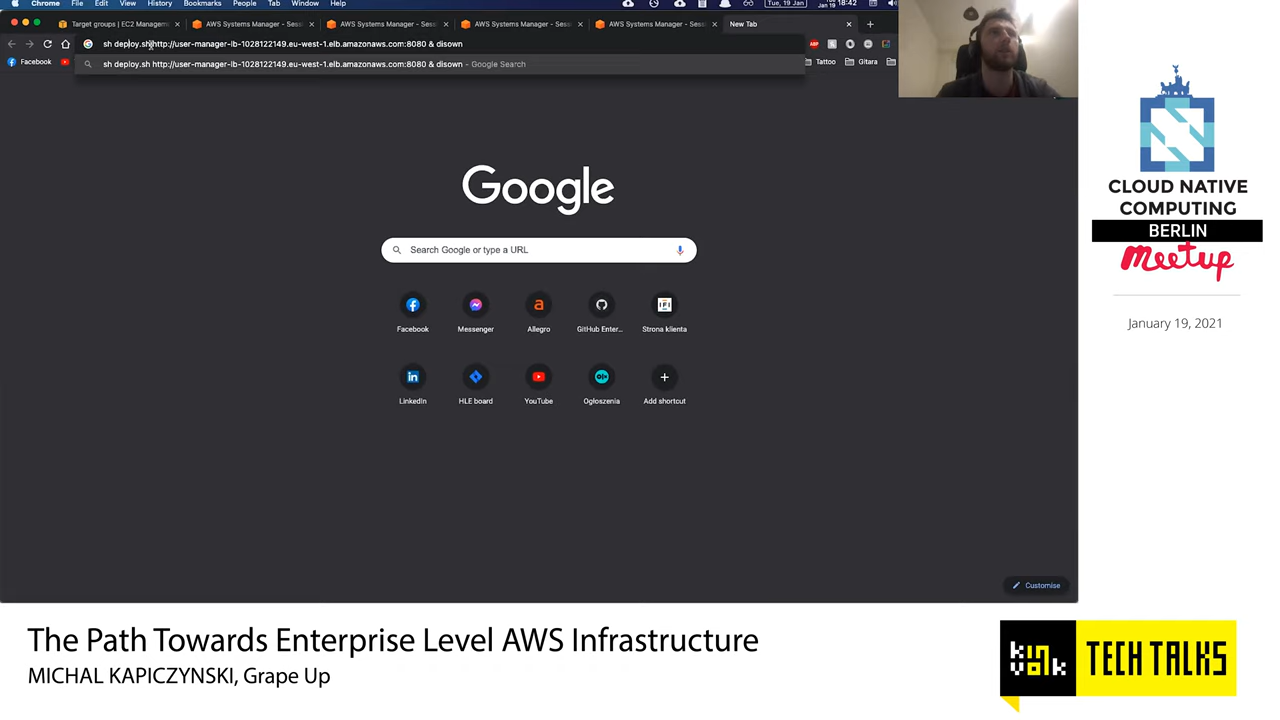 Chrome File Edit View History Bookmarks People Tab Window Help
Tue, 19 Jan
Jan 19
18:42
Target groups | EC2 Managem
AWS Systems Manager - Sess
AWS Systems Manager - Sess
AWS Systems Manager - Sess
AWS Systems Manager - Sess
New Tab
sh deploy.sh http://user-manager-lb-1028122149.eu-west-1.elb.amazonaws.com:8080 & disown
Facebook
sh deploy.sh http://user-manager-lb-1028122149.eu-west-1.elb.amazonaws.com:8080 & disown - Google Search
Tattoo
Gitara
Google
Search Google or type a URL
Facebook
Messenger
Allegro
GitHub Enter...
Strona klienta
LinkedIn
HLE board
YouTube
Ogłoszenia
Add shortcut
Customise
CLOUD NATIVE
COMPUTING
BERLIN
Meetup
January 19, 2021
The Path Towards Enterprise Level AWS Infrastructure
MICHAL KAPICZYNSKI, Grape Up
kinvolk
TECH TALKS